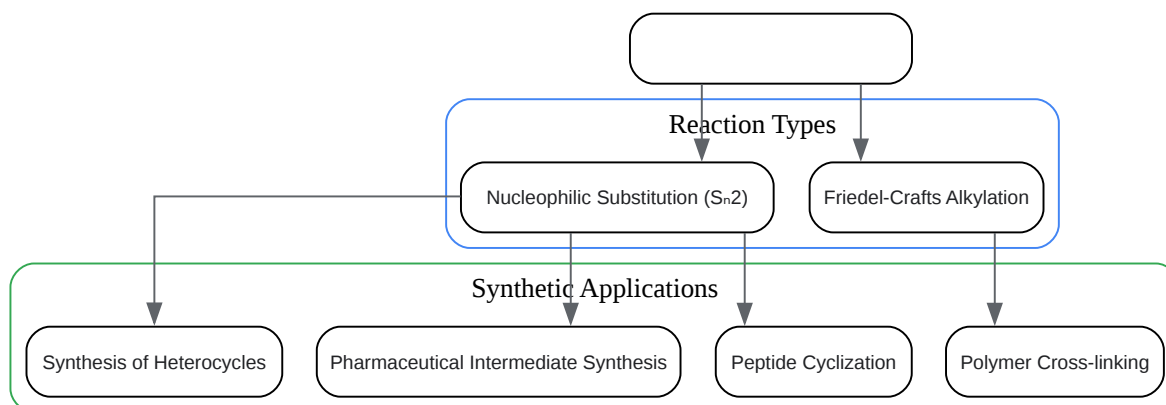 Reaction Types
Nucleophilic Substitution (Sₙ2)
Friedel-Crafts Alkylation
Synthetic Applications
Synthesis of Heterocycles
Pharmaceutical Intermediate Synthesis
Peptide Cyclization
Polymer Cross-linking